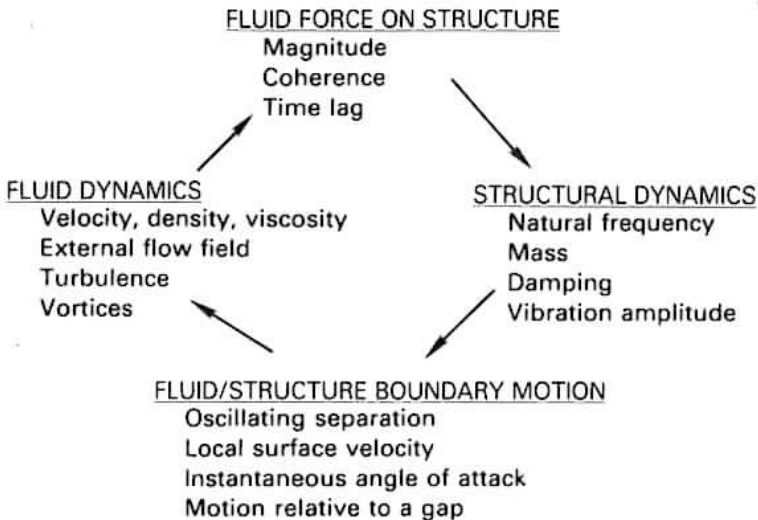 FLUID FORCE ON STRUCTURE
Magnitude
Coherence
Time lag
FLUID DYNAMICS
Velocity, density, viscosity
External flow field
Turbulence
Vortices
STRUCTURAL DYNAMICS
Natural frequency
Mass
Damping
Vibration amplitude
FLUID/STRUCTURE BOUNDARY MOTION
Oscillating separation
Local surface velocity
Instantaneous angle of attack
Motion relative to a gap